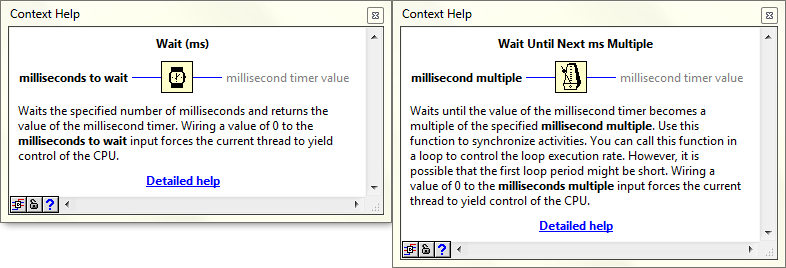 Context Help
Wait (ms)
milliseconds to wait
millisecond timer value
Waits the specified number of milliseconds and returns the
value of the millisecond timer. Wiring a value of 0 to the
milliseconds to wait input forces the current thread to yield
control of the CPU.
Detailed help
?
Context Help
Wait Until Next ms Multiple
millisecond multiple
millisecond timer value
Waits until the value of the millisecond timer becomes a
multiple of the specified millisecond multiple. Use this
function to synchronize activities. You can call this function in
a loop to control the loop execution rate. However, it is
possible that the first loop period might be short. Wiring a
value of 0 to the milliseconds multiple input forces the current
thread to yield control of the CPU.
Detailed help
?